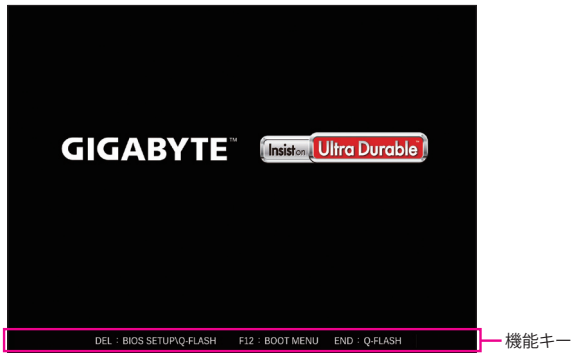 GIGABYTE™ Insist on Ultra Durable™
DEL : BIOS SETUP\Q-FLASH F12 : BOOT MENU END : Q-FLASH
機能キー